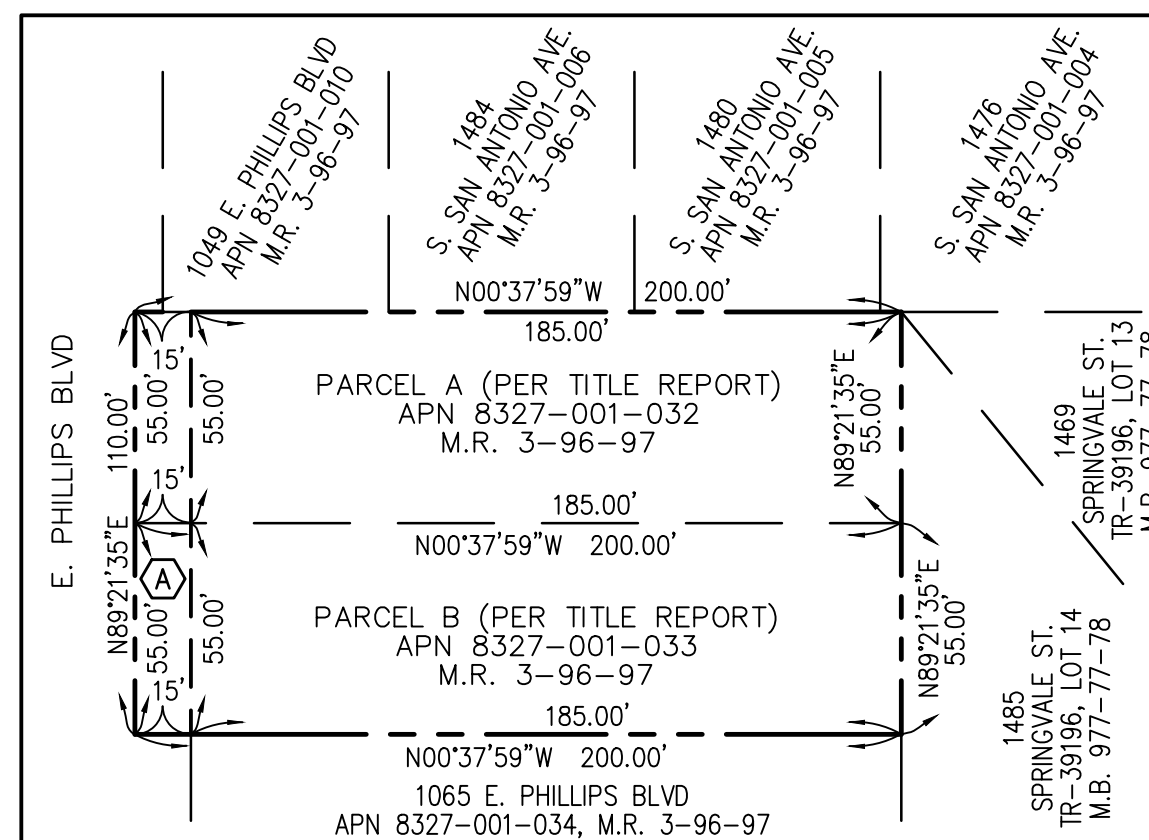 1049 E. PHILLIPS BLVD
APN 8327-001-010
M.R. 3-96-97
1484
S. SAN ANTONIO AVE.
APN 8327-001-006
M.R. 3-96-97
1480
S. SAN ANTONIO AVE.
APN 8327-001-005
M.R. 3-96-97
1476
S. SAN ANTONIO AVE.
APN 8327-001-004
M.R. 3-96-97
N00°37'59"W 200.00'
185.00'
E. PHILLIPS BLVD
N89°21'35"E 110.00'
15'
55.00'
55.00'
PARCEL A (PER TITLE REPORT)
APN 8327-001-032
M.R. 3-96-97
N89°21'35"E
55.00'
1469
SPRINGVALE ST.
TR-39196, LOT 13
M.B. 977-77-78
15'
185.00'
N00°37'59"W 200.00'
A
55.00'
55.00'
PARCEL B (PER TITLE REPORT)
APN 8327-001-033
M.R. 3-96-97
N89°21'35"E
55.00'
1485
SPRINGVALE ST.
TR-39196, LOT 14
M.B. 977-77-78
15'
185.00'
N00°37'59"W 200.00'
1065 E. PHILLIPS BLVD
APN 8327-001-034, M.R. 3-96-97